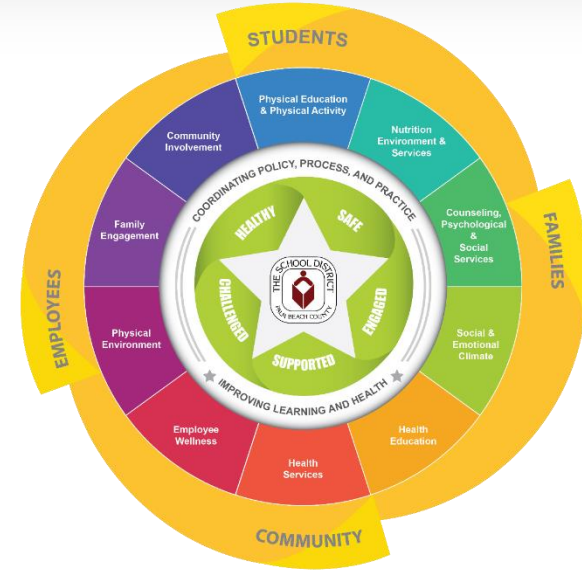 STUDENTS
FAMILIES
COMMUNITY
EMPLOYEES
Physical Education
& Physical Activity
Nutrition
Environment &
Services
Counseling,
Psychological
&
Social
Services
Social &
Emotional
Climate
Health
Education
Health
Services
Employee
Wellness
Physical
Environment
Family
Engagement
Community
Involvement
COORDINATING POLICY, PROCESS, AND PRACTICE
IMPROVING LEARNING AND HEALTH
HEALTHY
SAFE
ENGAGED
SUPPORTED
CHALLENGED
THE SCHOOL DISTRICT
PALM BEACH COUNTY